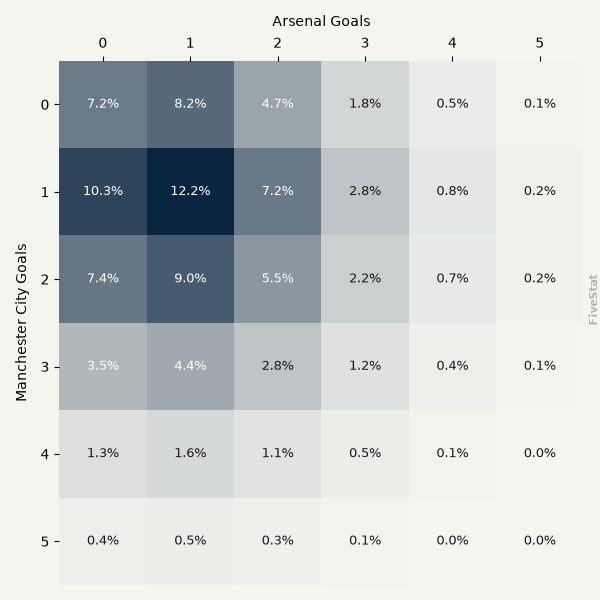 Arsenal Goals
0 1 2 3 4 5
Manchester City Goals
0 7.2% 8.2% 4.7% 1.8% 0.5% 0.1%
1 10.3% 12.2% 7.2% 2.8% 0.8% 0.2%
2 7.4% 9.0% 5.5% 2.2% 0.7% 0.2%
3 3.5% 4.4% 2.8% 1.2% 0.4% 0.1%
4 1.3% 1.6% 1.1% 0.5% 0.1% 0.0%
5 0.4% 0.5% 0.3% 0.1% 0.0% 0.0%
FiveStat